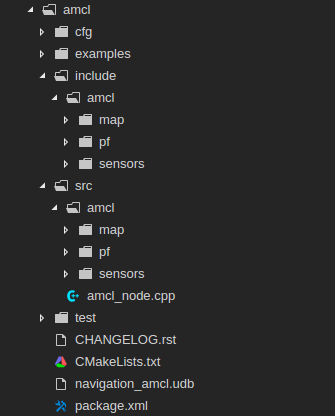 amcl
cfg
examples
include
amcl
map
pf
sensors
src
amcl
map
pf
sensors
amcl_node.cpp
test
CHANGELOG.rst
CMakeLists.txt
navigation_amcl.udb
package.xml